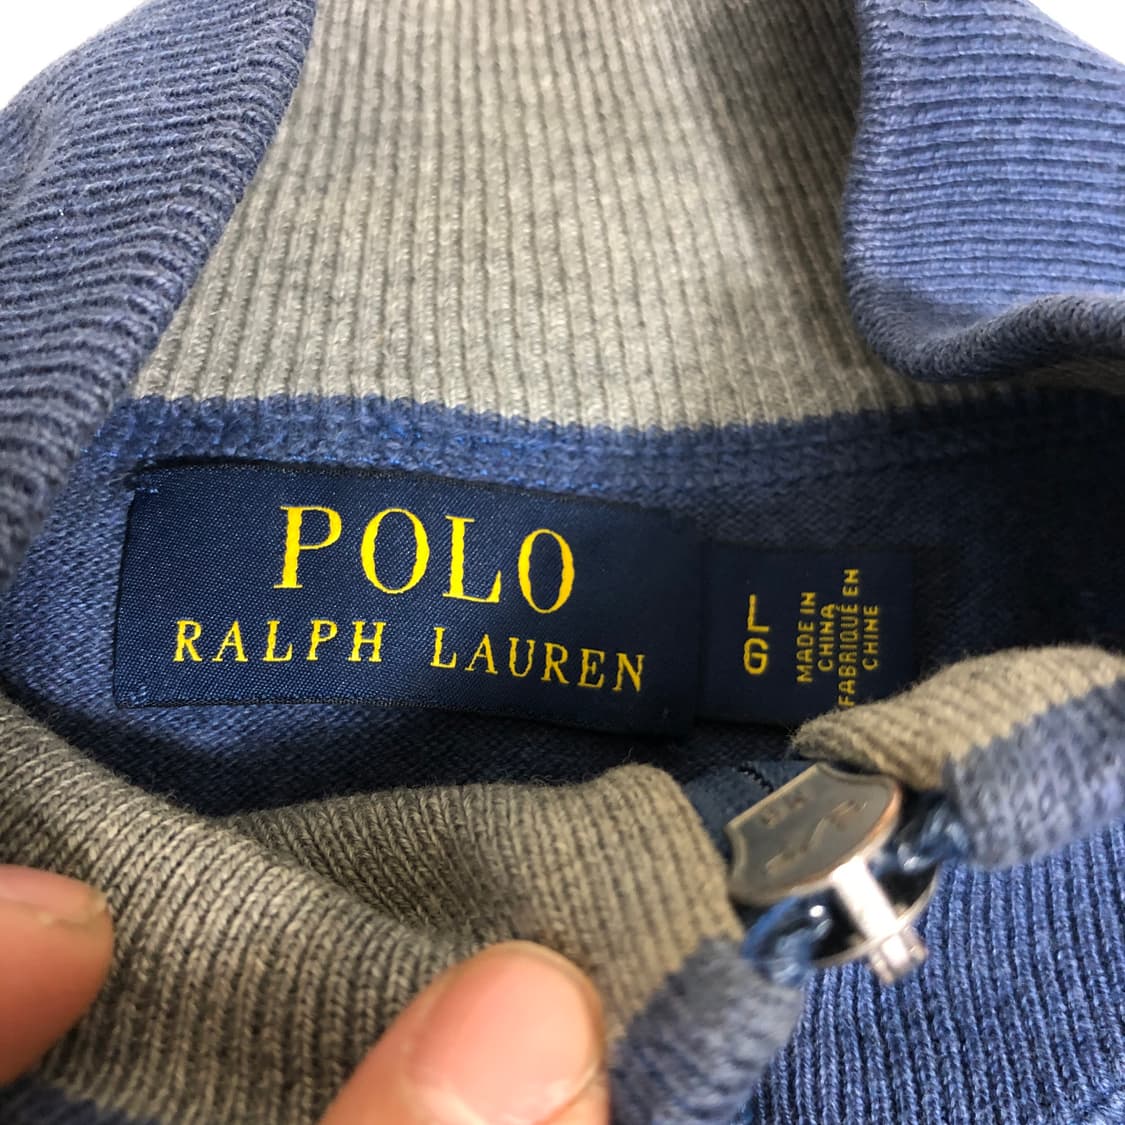 POLO
RALPH LAUREN
L
G
MADE IN
CHINA
FABRIQUÉ EN
CHINE